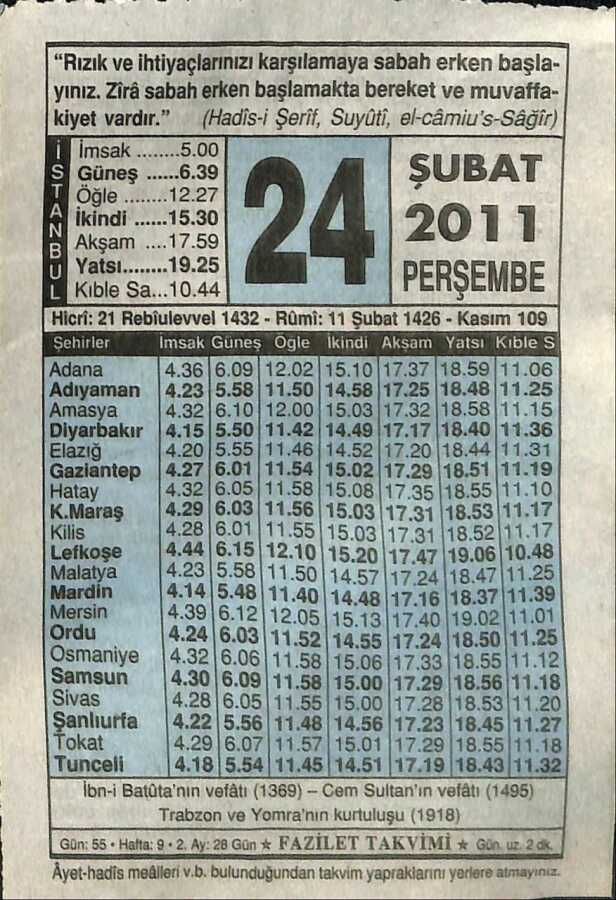 “Rızık ve ihtiyaçlarınızı karşılamaya sabah erken başla-
yınız. Zîrâ sabah erken başlamakta bereket ve muvaffa-
kiyet vardır.” (Hadîs-i Şerîf, Suyûtî, el-câmiu's-Sâğîr)
İSTANBUL
İmsak ........5.00
Güneş ......6.39
Öğle ........12.27
İkindi ......15.30
Akşam ....17.59
Yatsı........19.25
Kıble Sa...10.44
24
ŞUBAT
2011
PERŞEMBE
Hicrî: 21 Rebîulevvel 1432 - Rûmî: 11 Şubat 1426 - Kasım 109
Şehirler İmsak Güneş Öğle İkindi Akşam Yatsı Kıble S
Adana 4.36 6.09 12.02 15.10 17.37 18.59 11.06
Adıyaman 4.23 5.58 11.50 14.58 17.25 18.48 11.25
Amasya 4.32 6.10 12.00 15.03 17.32 18.58 11.15
Diyarbakır 4.15 5.50 11.42 14.49 17.17 18.40 11.36
Elazığ 4.20 5.55 11.46 14.52 17.20 18.44 11.31
Gaziantep 4.27 6.01 11.54 15.02 17.29 18.51 11.19
Hatay 4.32 6.05 11.58 15.08 17.35 18.55 11.10
K.Maraş 4.29 6.03 11.56 15.03 17.31 18.53 11.17
Kilis 4.28 6.01 11.55 15.03 17.31 18.52 11.17
Lefkoşe 4.44 6.15 12.10 15.20 17.47 19.06 10.48
Malatya 4.23 5.58 11.50 14.57 17.24 18.47 11.25
Mardin 4.14 5.48 11.40 14.48 17.16 18.37 11.39
Mersin 4.39 6.12 12.05 15.13 17.40 19.02 11.01
Ordu 4.24 6.03 11.52 14.55 17.24 18.50 11.25
Osmaniye 4.32 6.06 11.58 15.06 17.33 18.55 11.12
Samsun 4.30 6.09 11.58 15.00 17.29 18.56 11.18
Sivas 4.28 6.05 11.55 15.00 17.28 18.53 11.20
Şanlıurfa 4.22 5.56 11.48 14.56 17.23 18.45 11.27
Tokat 4.29 6.07 11.57 15.01 17.29 18.55 11.18
Tunceli 4.18 5.54 11.45 14.51 17.19 18.43 11.32
İbn-i Batûta'nın vefâtı (1369) – Cem Sultan'ın vefâtı (1495)
Trabzon ve Yomra'nın kurtuluşu (1918)
Gün: 55 • Hafta: 9 • 2. Ay: 28 Gün ★ FAZİLET TAKVİMİ ★ Gün. uz. 2 dk.
Âyet-hadîs meâlleri v.b. bulunduğundan takvim yapraklarını yerlere atmayınız.